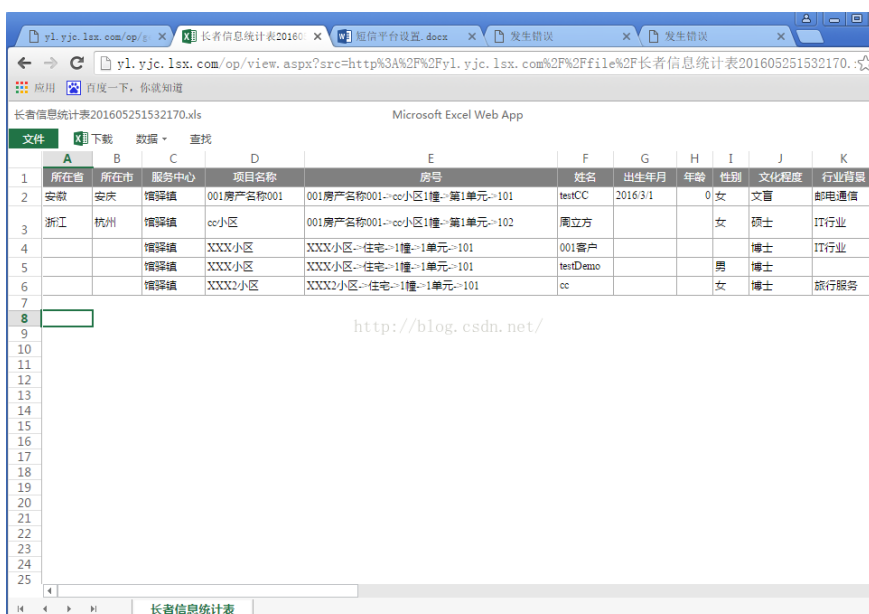 yl.yjc.lsx.com/op/g 长者信息统计表20160 短信平台设置.docx 发生错误 发生错误
yl.yjc.lsx.com/op/view.aspx?src=http%3A%2F%2Fyl.yjc.lsx.com%2F%2Ffile%2F长者信息统计表201605251532170.
应用 百度一下，你就知道
长者信息统计表201605251532170.xls Microsoft Excel Web App
文件 下载 数据 查找
A B C D E F G H I J K
1 所在省 所在市 服务中心 项目名称 房号 姓名 出生年月 年龄 性别 文化程度 行业背景
2 安徽 安庆 馆驿镇 001房产名称001 001房产名称001->cc小区1幢->第1单元->101 testCC 2016/3/1 0 女 文盲 邮电通信
3 浙江 杭州 馆驿镇 cc小区 001房产名称001->cc小区1幢->第1单元->102 周立方 女 硕士 IT行业
4 馆驿镇 XXX小区 XXX小区->住宅->1幢->1单元->101 001客户 博士 IT行业
5 馆驿镇 XXX小区 XXX小区->住宅->1幢->1单元->101 testDemo 男 博士
6 馆驿镇 XXX2小区 XXX2小区->住宅->1幢->1单元->101 cc 女 博士 旅行服务
7
8
http://blog.csdn.net/
9
10
11
12
13
14
15
16
17
18
19
20
21
22
23
24
25
长者信息统计表